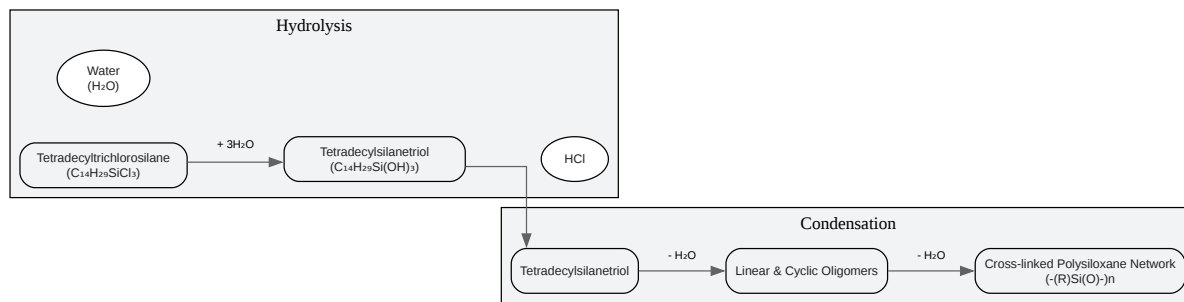 Hydrolysis
Water
(H₂O)
Tetradecyltrichlorosilane
(C₁₄H₂₉SiCl₃)
+ 3H₂O
Tetradecylsilanetriol
(C₁₄H₂₉Si(OH)₃)
HCl
Condensation
Tetradecylsilanetriol
- H₂O
Linear & Cyclic Oligomers
- H₂O
Cross-linked Polysiloxane Network
(-(R)Si(O)-)n